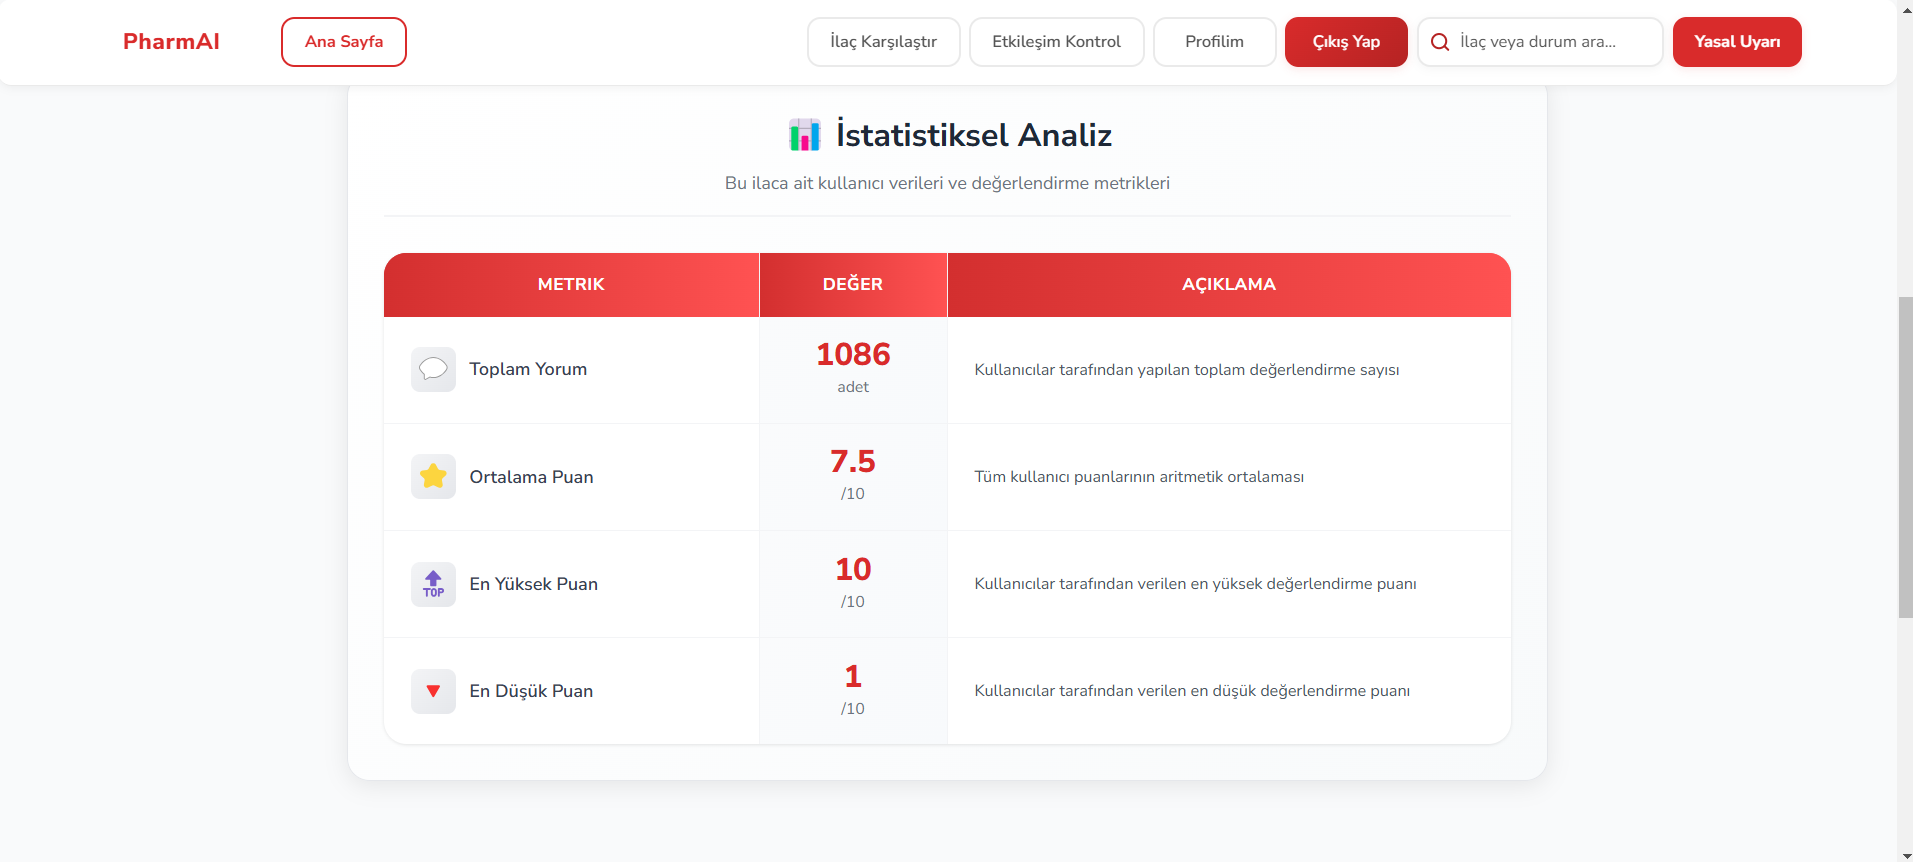 PharmAI
Ana Sayfa
İlaç Karşılaştır
Etkileşim Kontrol
Profilim
Çıkış Yap
İlaç veya durum ara...
Yasal Uyarı
İstatistiksel Analiz
Bu ilaca ait kullanıcı verileri ve değerlendirme metrikleri
METRIK
DEĞER
AÇIKLAMA
Toplam Yorum
1086
adet
Kullanıcılar tarafından yapılan toplam değerlendirme sayısı
Ortalama Puan
7.5
/10
Tüm kullanıcı puanlarının aritmetik ortalaması
TOP
En Yüksek Puan
10
/10
Kullanıcılar tarafından verilen en yüksek değerlendirme puanı
En Düşük Puan
1
/10
Kullanıcılar tarafından verilen en düşük değerlendirme puanı